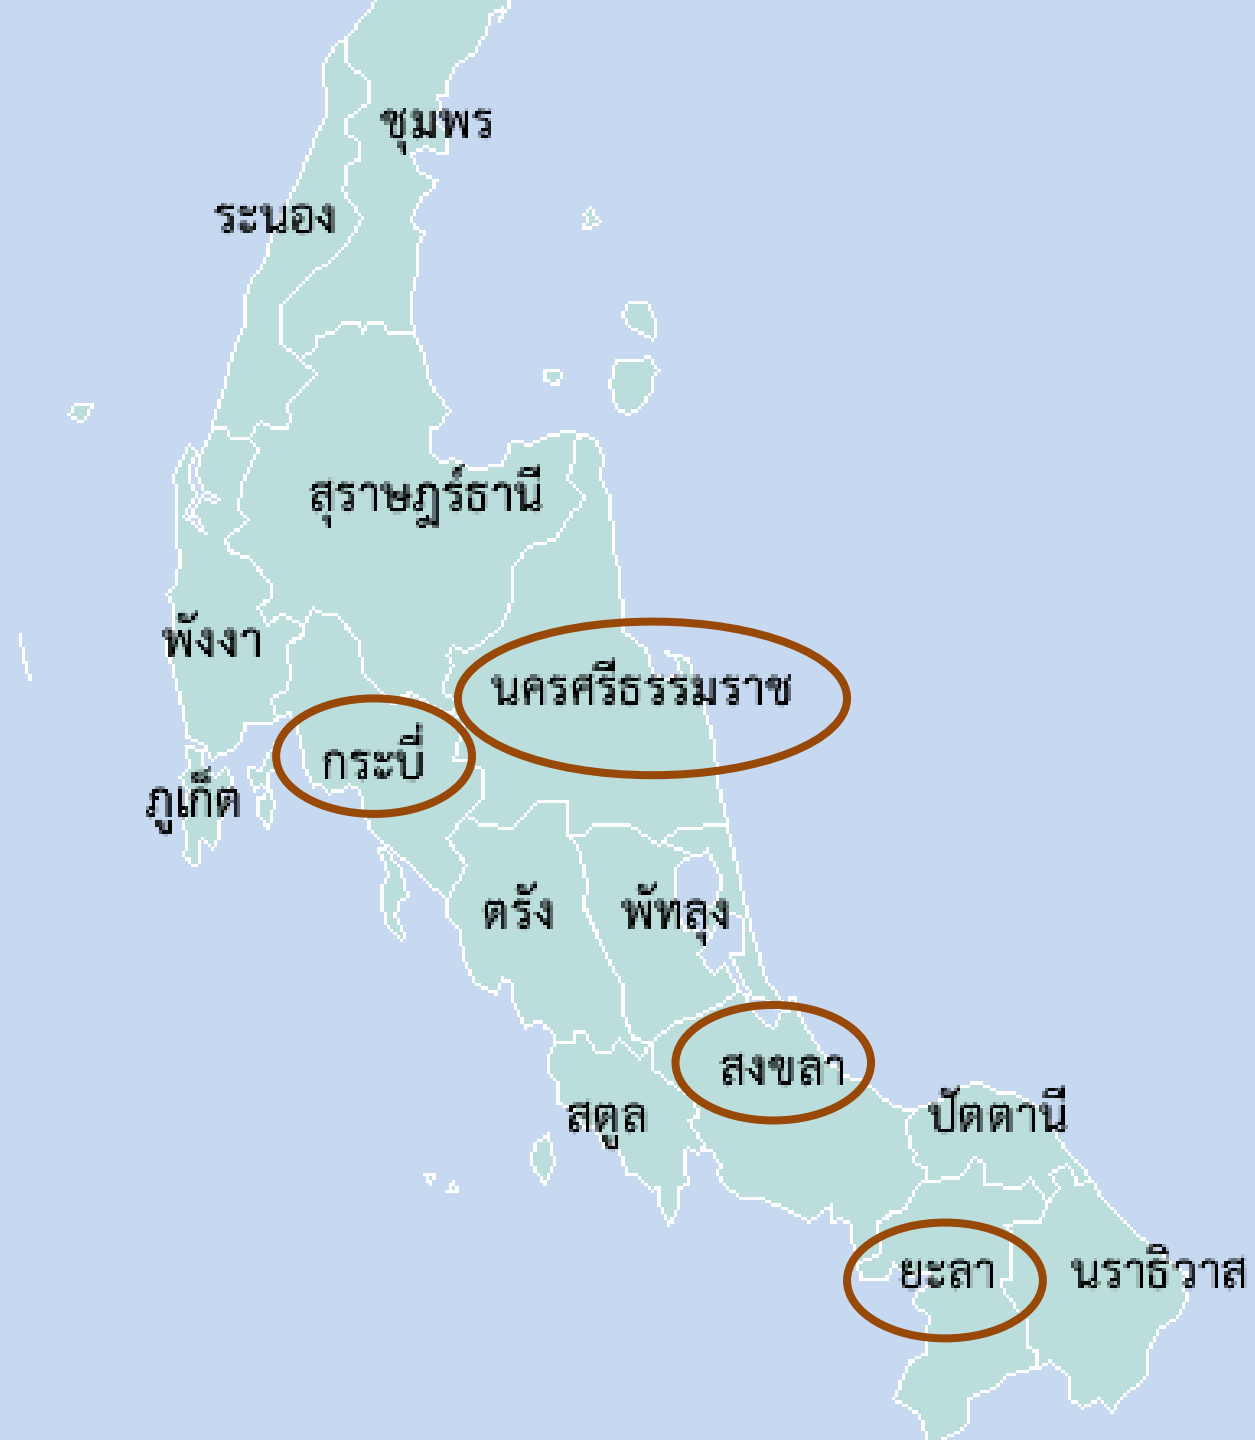 ชุมพร
ระนอง
สุราษฎร์ธานี
พังงา
นครศรีธรรมราช
กระบี่
ภูเก็ต
ตรัง
พัทลุง
สงขลา
สตูล
ปัตตานี
ยะลา
นราธิวาส